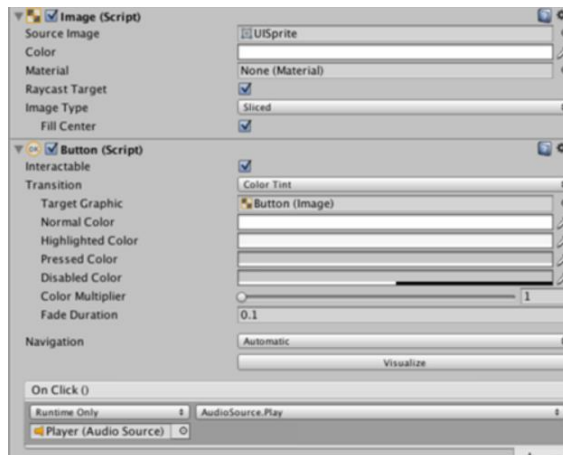 Image (Script)
Source Image UISprite
Color
Material None (Material)
Raycast Target
Image Type Sliced
Fill Center
Button (Script)
Interactable
Transition Color Tint
Target Graphic Button (Image)
Normal Color
Highlighted Color
Pressed Color
Disabled Color
Color Multiplier 1
Fade Duration 0.1
Navigation Automatic
Visualize
On Click ()
Runtime Only AudioSource.Play
Player (Audio Source)